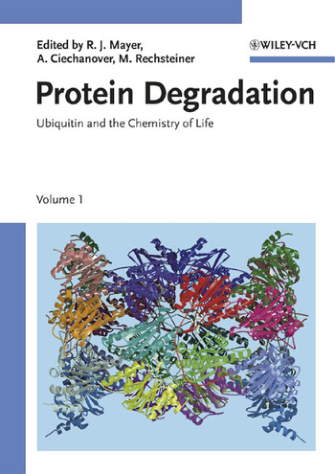 Edited by R. J. Mayer,
A. Ciechanover, M. Rechsteiner
WILEY-VCH
Protein Degradation
Ubiquitin and the Chemistry of Life
Volume 1